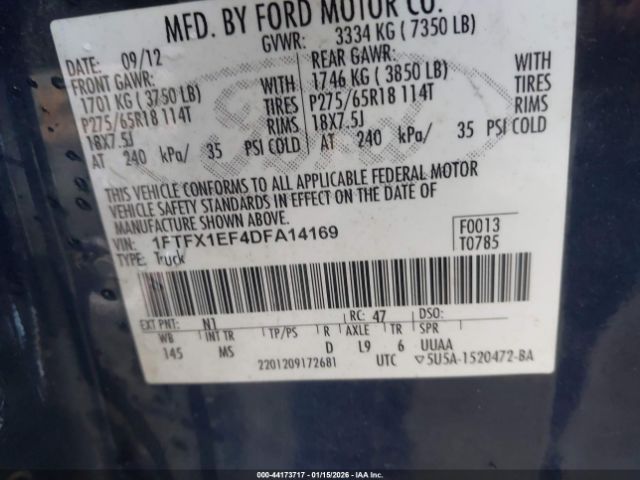 MFD. BY FORD MOTOR CO.
DATE: 09/12 GVWR: 3334 KG ( 7350 LB)
FRONT GAWR: REAR GAWR:
1701 KG ( 3750 LB) WITH 1746 KG ( 3850 LB) WITH
P275/65R18 114T TIRES P275/65R18 114T TIRES
18X7.5J RIMS 18X7.5J RIMS
AT 240 kPa/ 35 PSI COLD AT 240 kPa/ 35 PSI COLD
Ford
THIS VEHICLE CONFORMS TO ALL APPLICABLE FEDERAL MOTOR
VEHICLE SAFETY STANDARDS IN EFFECT ON THE DATE OF
MANUFACTURE SHOWN ABOVE.
VIN: 1FTFX1EF4DFA14169 F0013
TYPE: Truck T0785
EXT PNT: N1 RC: 47 DSO:
WB INT TR TP/PS R AXLE TR SPR
145 MS D L9 6 UUAA
2201209172681 UTC ▽5U5A-1520472-BA
000-44173717 - 01/15/2026 - IAAI.COM